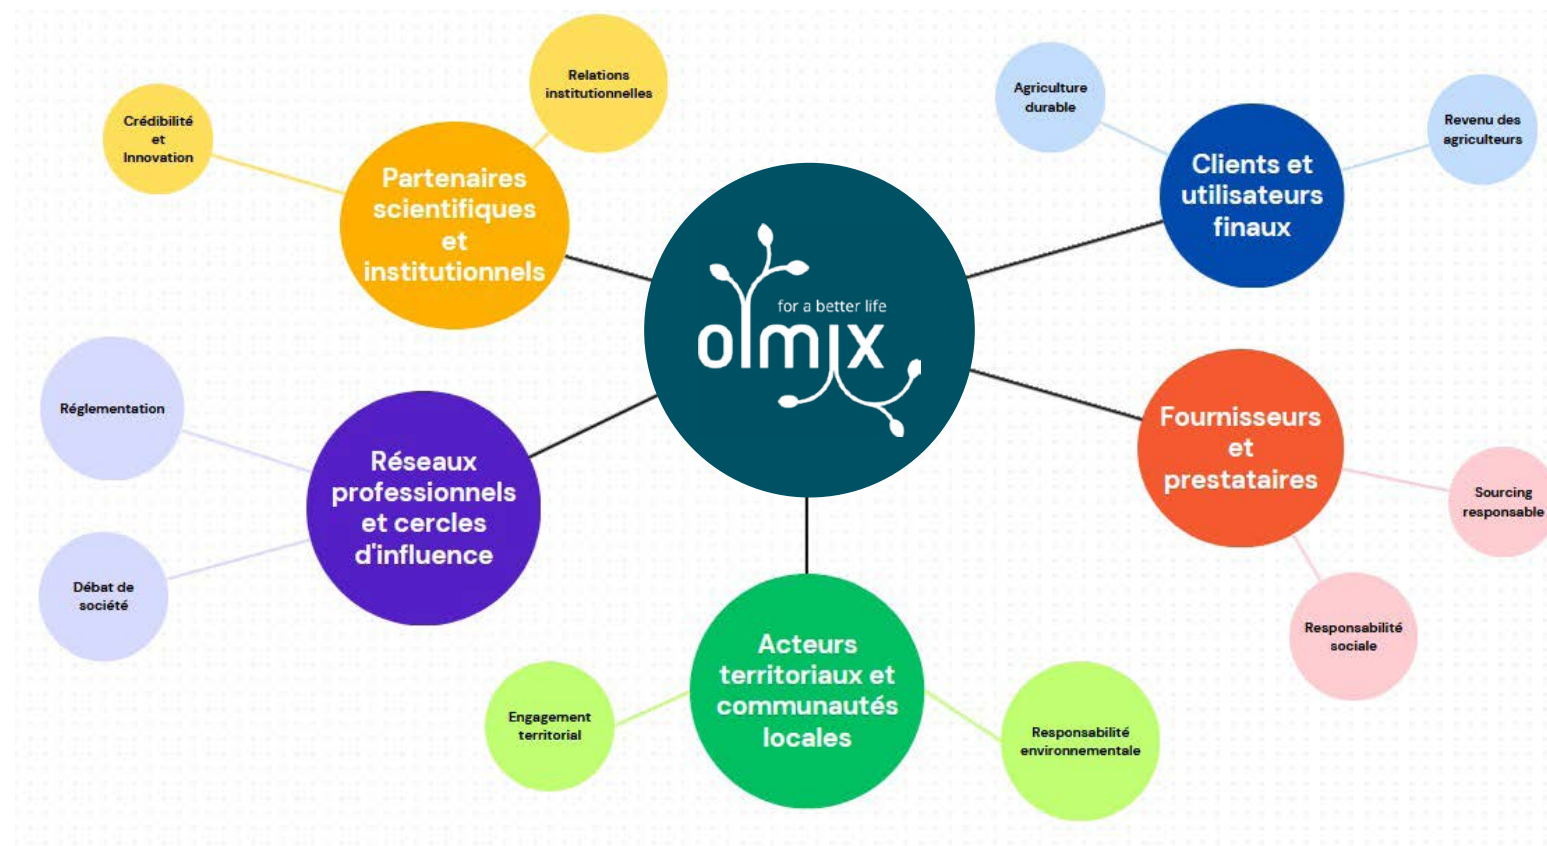 Relations
institutionnelles
Crédibilité
et
Innovation
Partenaires
scientifiques
et
institutionnels
Agriculture
durable
Revenu des
agriculteurs
Clients et
utilisateurs
finaux
for a better life
olmix
Réglementation
Débat de
société
Réseaux
professionnels
et cercles
d'influence
Fournisseurs
et
prestataires
Sourcing
responsable
Responsabilité
sociale
Acteurs
territoriaux et
communautés
locales
Engagement
territorial
Responsabilité
environnementale